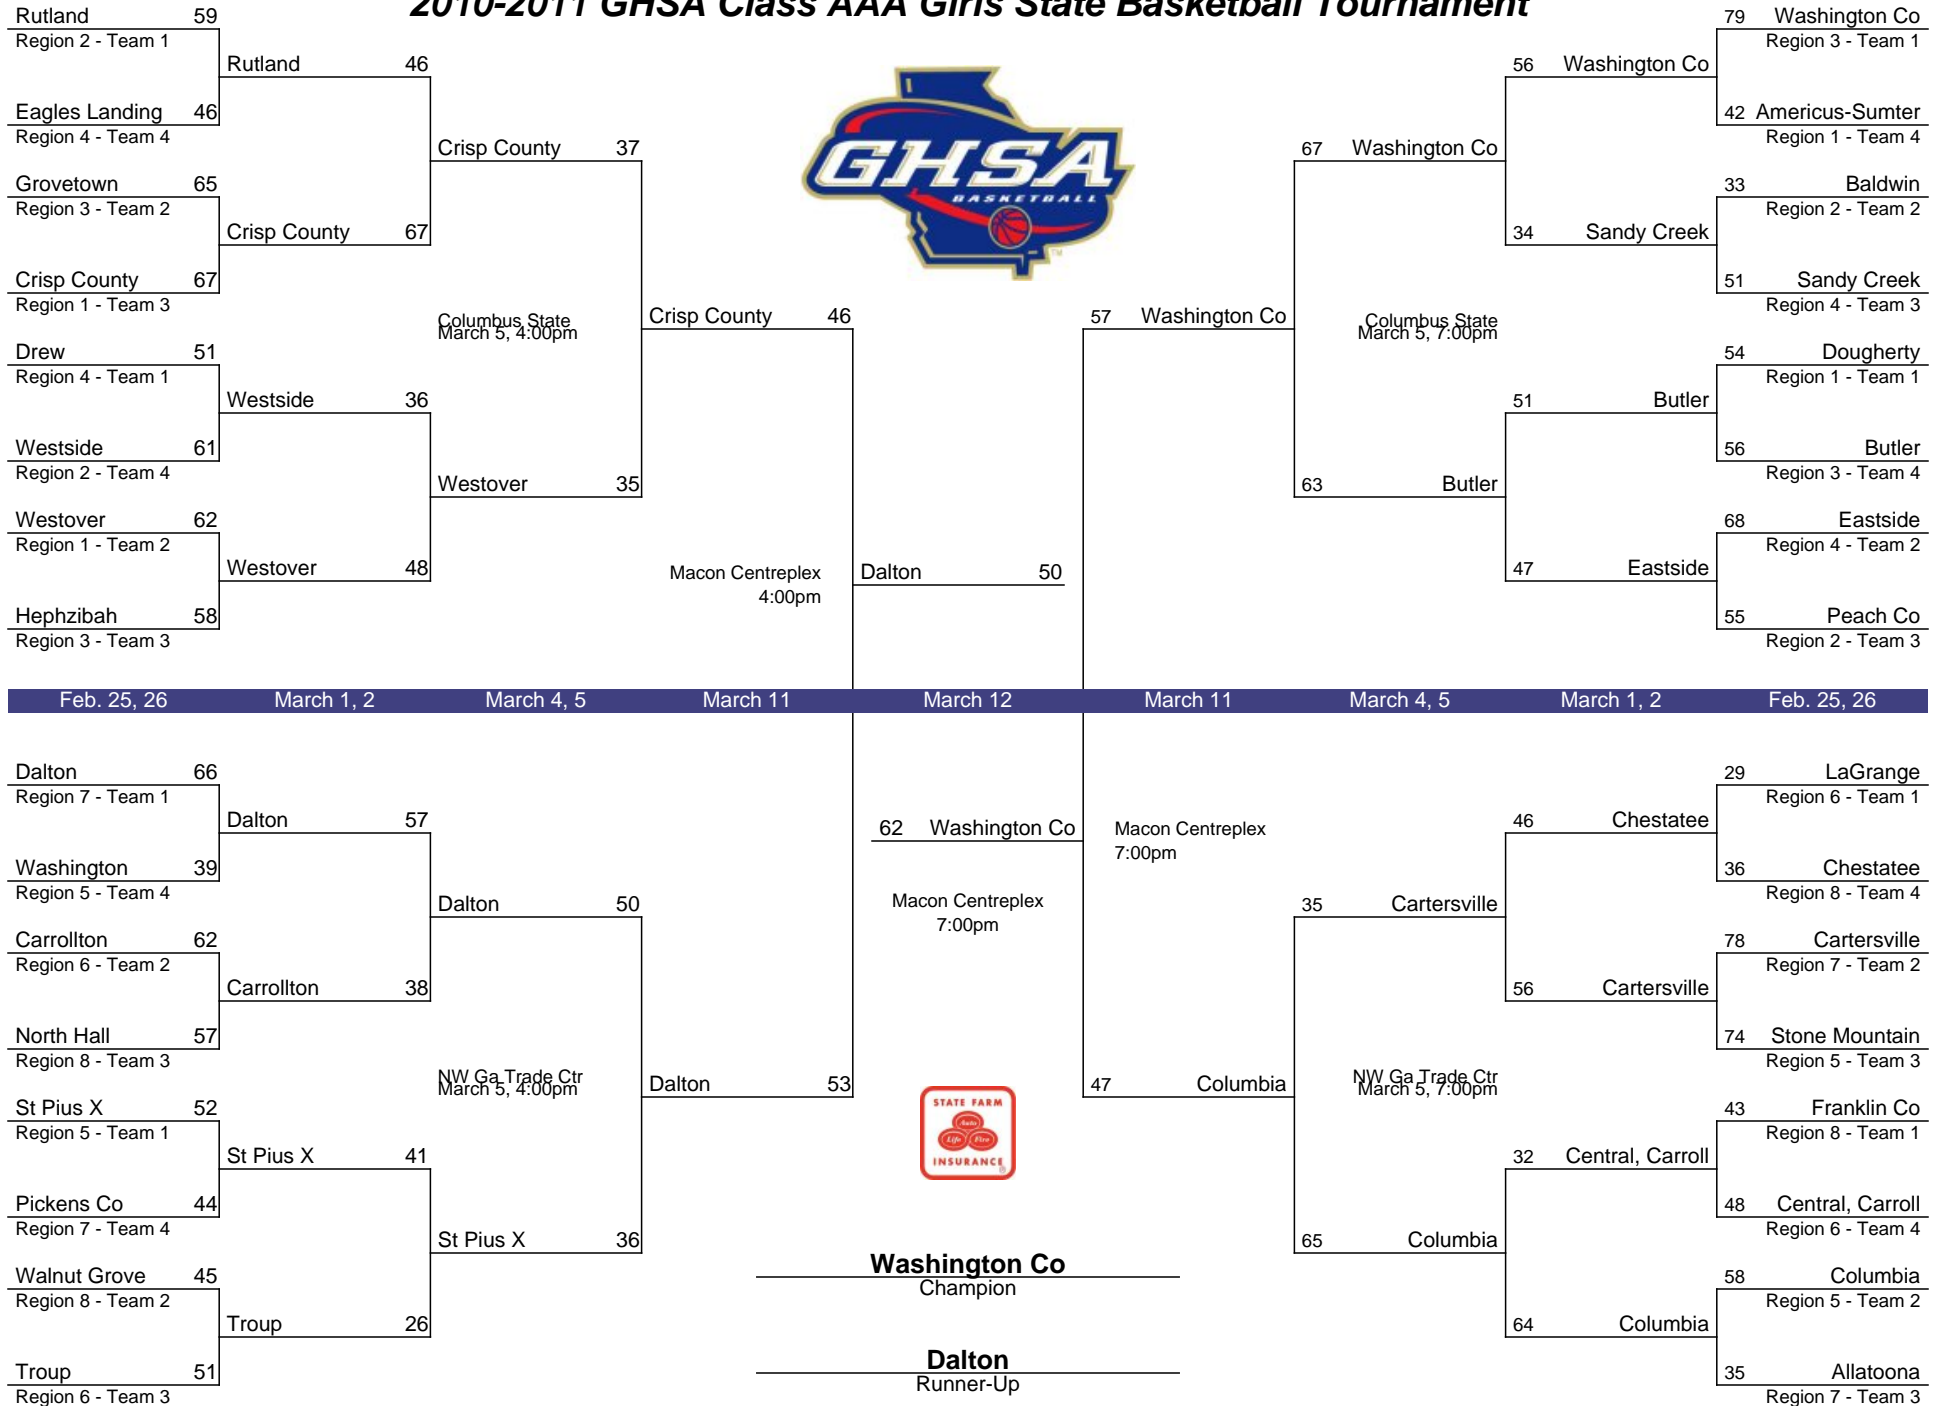 2010-2011 GHSA Class AAA Girls State Basketball Tournament
Rutland 59
Region 2 - Team 1
Eagles Landing 46
Region 4 - Team 4
Grovetown 65
Region 3 - Team 2
Crisp County 67
Region 1 - Team 3
Drew 51
Region 4 - Team 1
Westside 61
Region 2 - Team 4
Westover 62
Region 1 - Team 2
Hephzibah 58
Region 3 - Team 3
Rutland 46
Crisp County 67
Westside 36
Westover 48
Crisp County 37
Columbus State
March 5, 4:00pm
Westover 35
Crisp County 46
Macon Centreplex
4:00pm
Dalton 50
GHSA
BASKETBALL
TM
57 Washington Co
67 Washington Co
Columbus State
March 5, 7:00pm
63 Butler
56 Washington Co
34 Sandy Creek
51 Butler
47 Eastside
79 Washington Co
Region 3 - Team 1
42 Americus-Sumter
Region 1 - Team 4
33 Baldwin
Region 2 - Team 2
51 Sandy Creek
Region 4 - Team 3
54 Dougherty
Region 1 - Team 1
56 Butler
Region 3 - Team 4
68 Eastside
Region 4 - Team 2
55 Peach Co
Region 2 - Team 3
Feb. 25, 26 March 1, 2 March 4, 5 March 11 March 12 March 11 March 4, 5 March 1, 2 Feb. 25, 26
Dalton 66
Region 7 - Team 1
Washington 39
Region 5 - Team 4
Carrollton 62
Region 6 - Team 2
North Hall 57
Region 8 - Team 3
St Pius X 52
Region 5 - Team 1
Pickens Co 44
Region 7 - Team 4
Walnut Grove 45
Region 8 - Team 2
Troup 51
Region 6 - Team 3
Dalton 57
Carrollton 38
St Pius X 41
Troup 26
Dalton 50
NW Ga Trade Ctr
March 5, 4:00pm
St Pius X 36
Dalton 53
62 Washington Co
Macon Centreplex
7:00pm
Macon Centreplex
7:00pm
STATE FARM
Auto
Life Fire
INSURANCE
®
Washington Co
Champion
Dalton
Runner-Up
47 Columbia
35 Cartersville
NW Ga Trade Ctr
March 5, 7:00pm
65 Columbia
46 Chestatee
56 Cartersville
32 Central, Carroll
64 Columbia
29 LaGrange
Region 6 - Team 1
36 Chestatee
Region 8 - Team 4
78 Cartersville
Region 7 - Team 2
74 Stone Mountain
Region 5 - Team 3
43 Franklin Co
Region 8 - Team 1
48 Central, Carroll
Region 6 - Team 4
58 Columbia
Region 5 - Team 2
35 Allatoona
Region 7 - Team 3